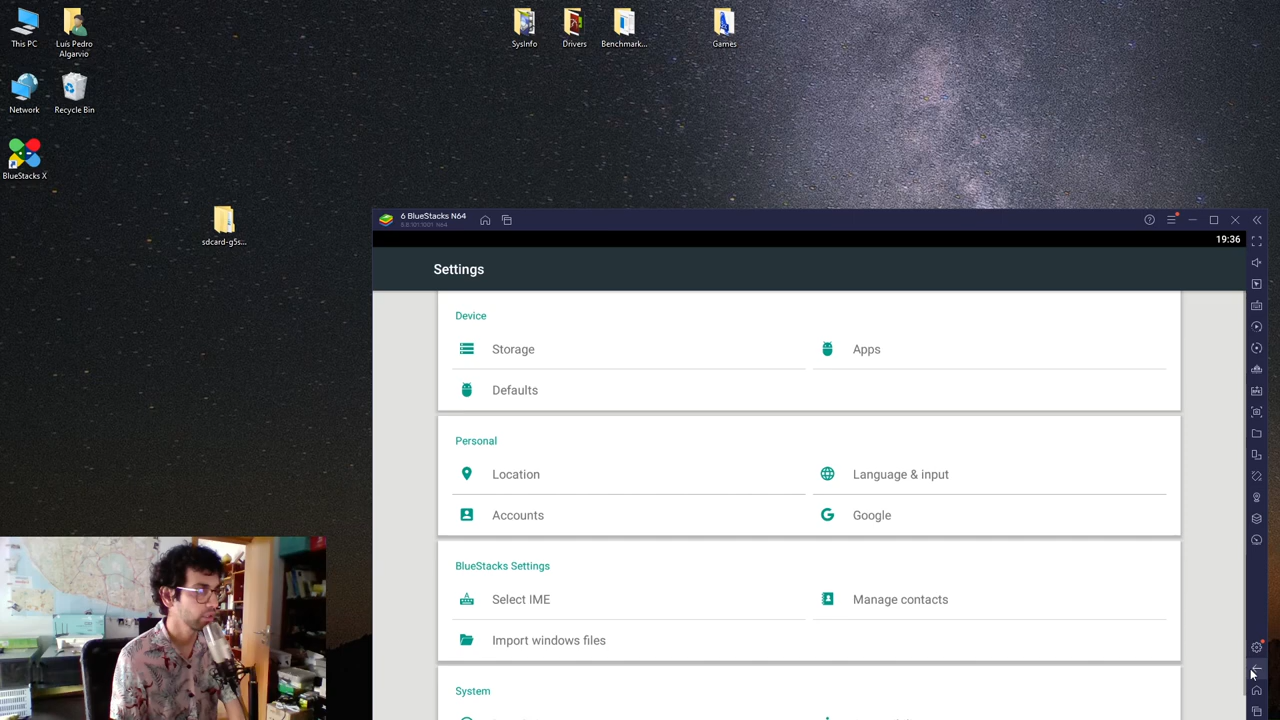 This PC
Luís Pedro
Algarvio
SysInfo
Drivers
Benchmark...
Games
Network
Recycle Bin
BlueStacks X
sdcard-g5s...
6 BlueStacks N64
19:36
Settings
Device
Storage
Apps
Defaults
Personal
Location
Language & input
Accounts
Google
BlueStacks Settings
Select IME
Manage contacts
Import windows files
System